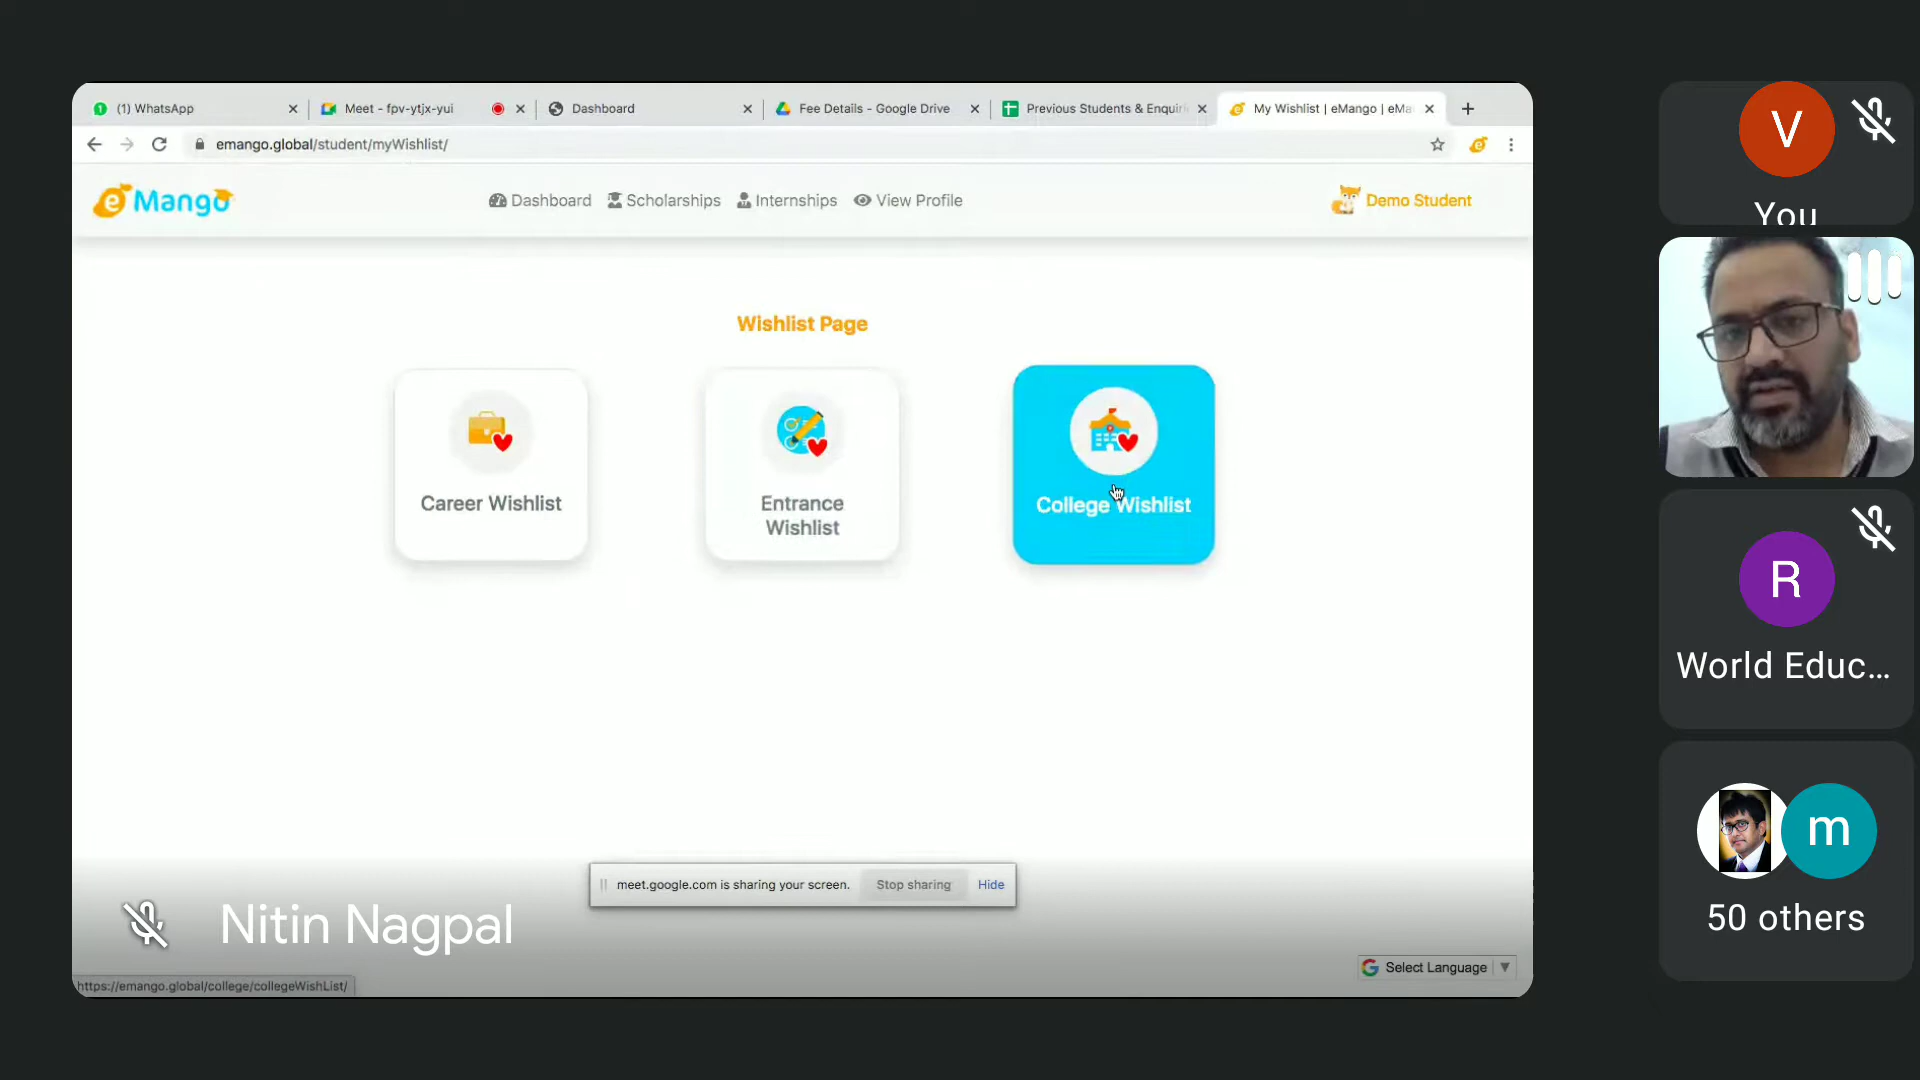 (1) WhatsApp
Meet - fpv-ytjx-yui
Dashboard
Fee Details - Google Drive
Previous Students & Enquiri
My Wishlist | eMango | eMa
emango.global/student/myWishlist/
eMango
Dashboard
Scholarships
Internships
View Profile
Demo Student
Wishlist Page
Career Wishlist
Entrance
Wishlist
College Wishlist
meet.google.com is sharing your screen.
Stop sharing
Hide
Nitin Nagpal
Select Language
https://emango.global/college/collegeWishList/
V
You
R
World Educ...
m
50 others